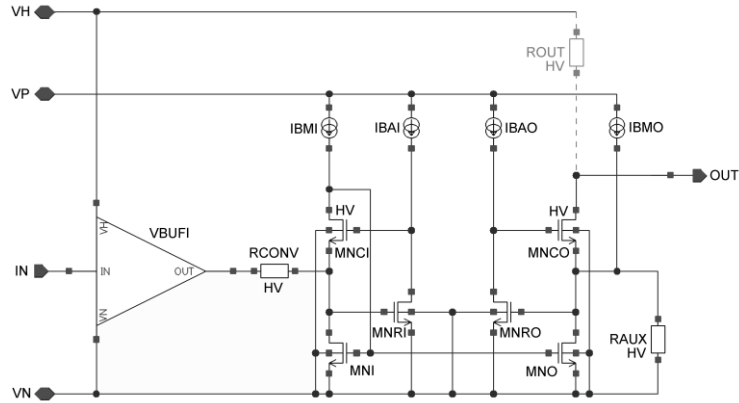 VH
ROUT
HV
VP
IBMI
IBAI
IBAO
IBMO
OUT
VH
VBUFI
HV
HV
RCONV
MNCI
MNCO
IN
IN
OUT
HV
VN
MNRI
MNRO
RAUX
HV
MNI
MNO
VN